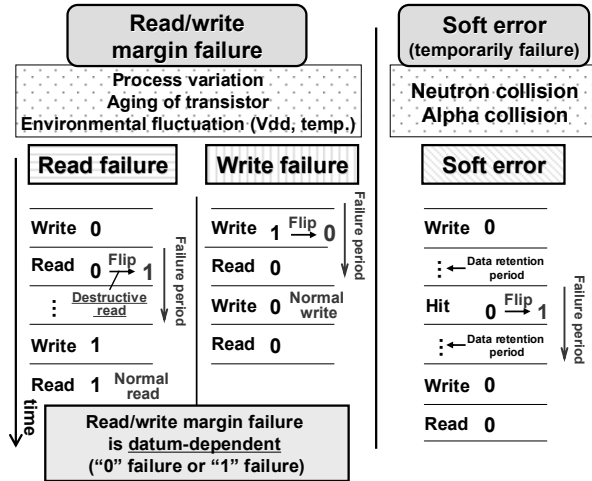 Read/write
margin failure
Process variation
Aging of transistor
Environmental fluctuation (Vdd, temp.)
Read failure
Write 0
Read 0 Flip 1
Destructive
read
⋮
Write 1
Read 1 Normal
read
Failure period
time
Write failure
Write 1 Flip 0
Read 0
Write 0 Normal
write
Read 0
Failure period
Read/write margin failure
is datum-dependent
(“0” failure or “1” failure)
Soft error
(temporarily failure)
Neutron collision
Alpha collision
Soft error
Write 0
⋮ Data retention
period
Hit 0 Flip 1
⋮ Data retention
period
Write 0
Read 0
Failure period